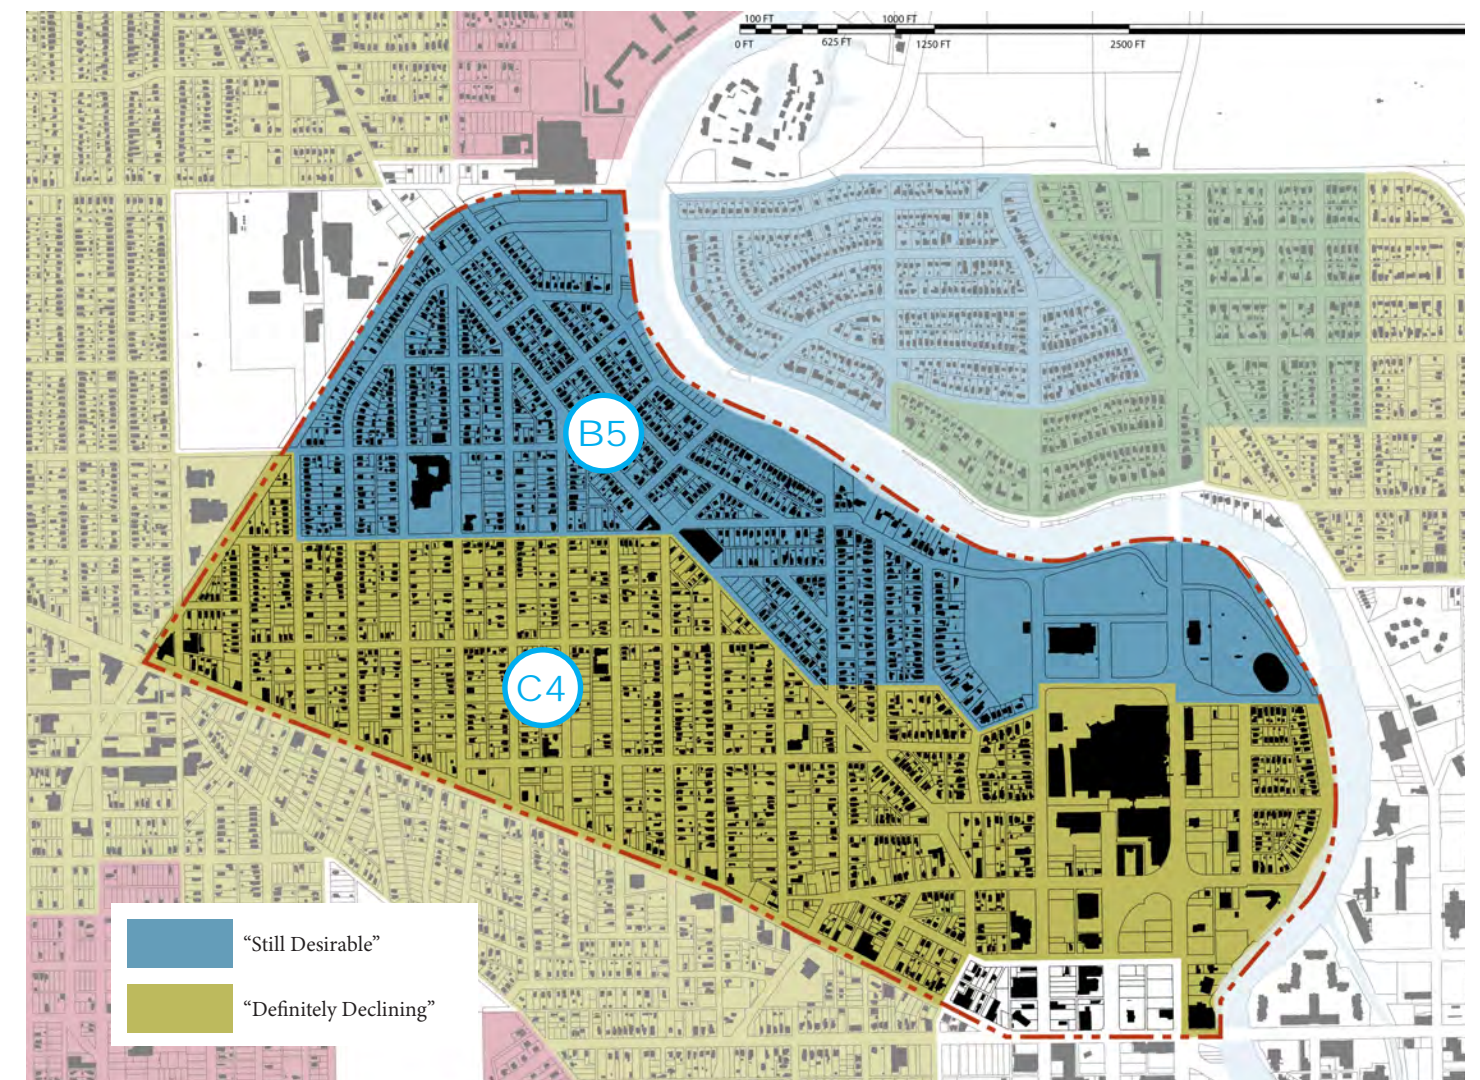 100 FT
1000 FT
0 FT
625 FT
1250 FT
2500 FT
B5
C4
“Still Desirable”
“Definitely Declining”